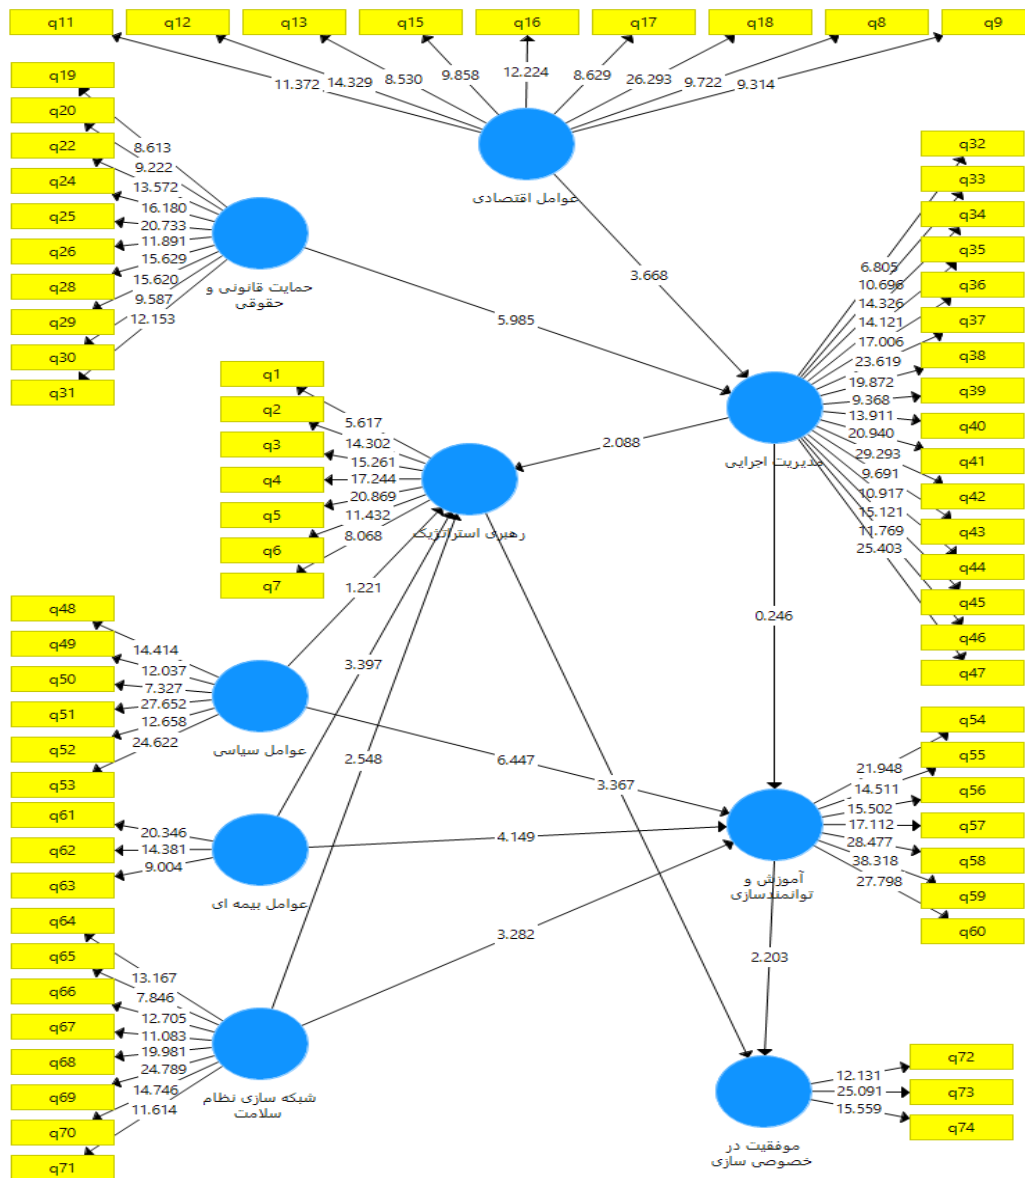 q11 q12 q13 q15 q16 q17 q18 q8 q9
11.372 14.329 8.530 9.858 12.224 8.629 26.293 9.722 9.314
عوامل اقتصادی
q19
q20
q22
q24
q25
q26
q28
q29
q30
q31
8.613
9.222
13.572
16.180
20.733
11.891
15.629
15.620
9.587
12.153
حمایت قانونی و
حقوقی
3.668
5.985
q32
q33
q34
q35
q36
q37
q38
q39
q40
q41
q42
q43
q44
q45
q46
q47
6.805
10.696
14.326
14.121
17.006
23.619
19.872
9.368
13.911
20.940
29.293
9.691
10.917
15.121
11.769
25.403
مدیریت اجرایی
q1
q2
q3
q4
q5
q6
q7
5.617
14.302
15.261
17.244
20.869
11.432
8.068
رهبری استراتژیک
2.088
1.221
3.397
2.548
0.246
3.367
6.447
4.149
3.282
2.203
q48
q49
q50
q51
q52
q53
14.414
12.037
7.327
27.652
12.658
24.622
عوامل سیاسی
q61
q62
q63
20.346
14.381
9.004
عوامل بیمه ای
q64
q65
q66
q67
q68
q69
q70
q71
13.167
7.846
12.705
11.083
19.981
24.789
14.746
11.614
شبکه سازی نظام
سلامت
q54
q55
q56
q57
q58
q59
q60
21.948
14.511
15.502
17.112
28.477
38.318
27.798
آموزش و
توانمندسازی
q72
q73
q74
12.131
25.091
15.559
موفقیت در
خصوصی سازی